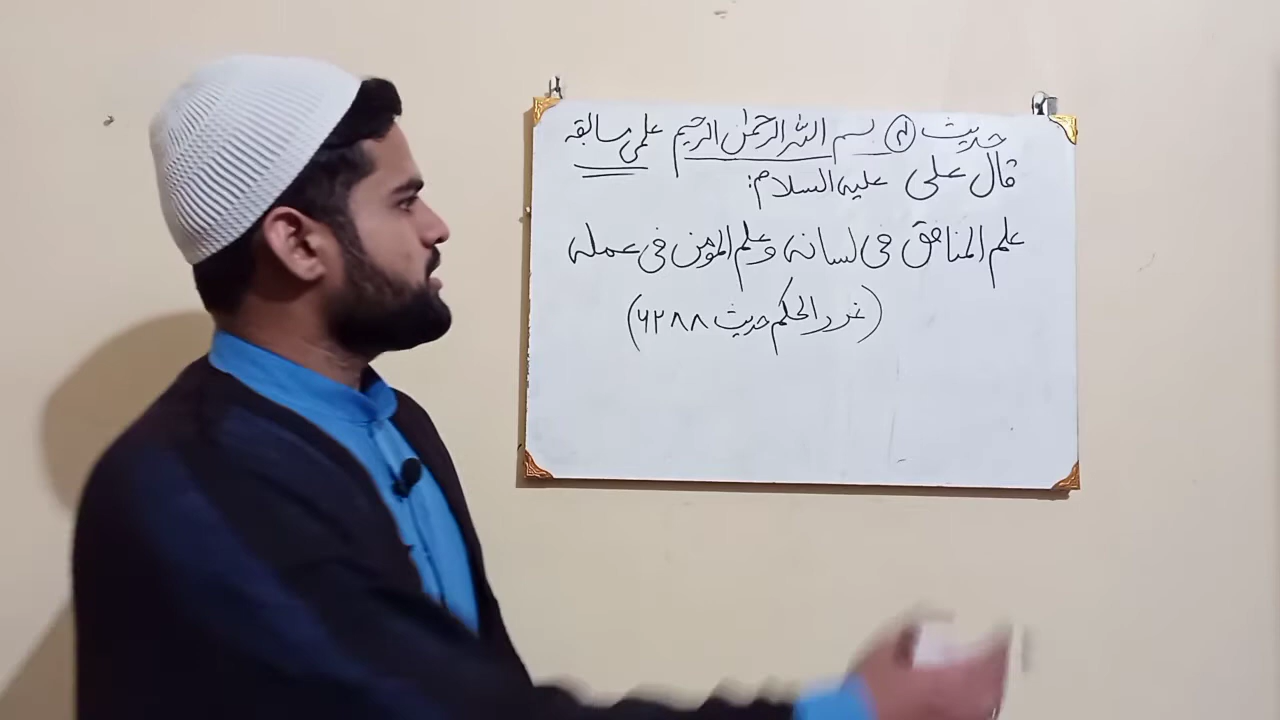 حدیث ۴ بسم اللہ الرحمٰن الرحیم علمی سابقہ
قال علی علیہ السلام:
علم المنافق فی لسانہ وعلم المؤمن فی عملہ
(غرر الحکم حدیث ۶۲۸۸)